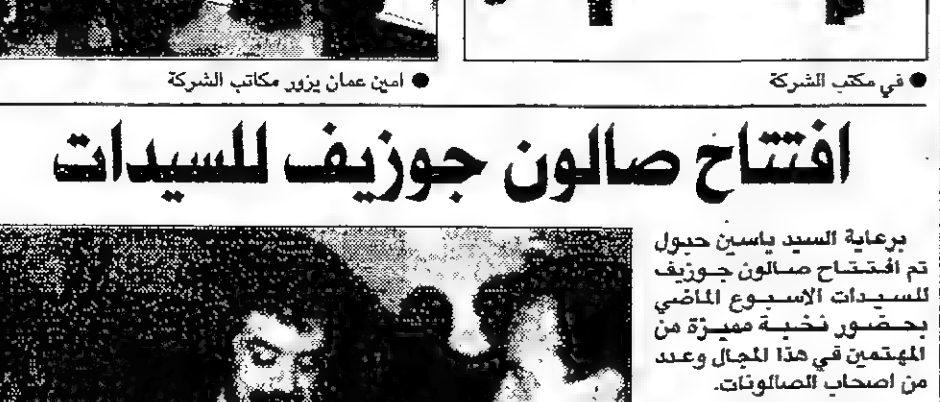 ● في مكتب الشركة
● امين عمان يزور مكاتب الشركة
افتتاح صالون جوزيف للسيدات
برعاية السيد ياسين حبول
تم افتتاح صالون جوزيف
للسيدات الاسبوع الماضي
بحضور نخبة مميزة من
المهتمين في هذا المجال وعدد
من اصحاب الصالونات.